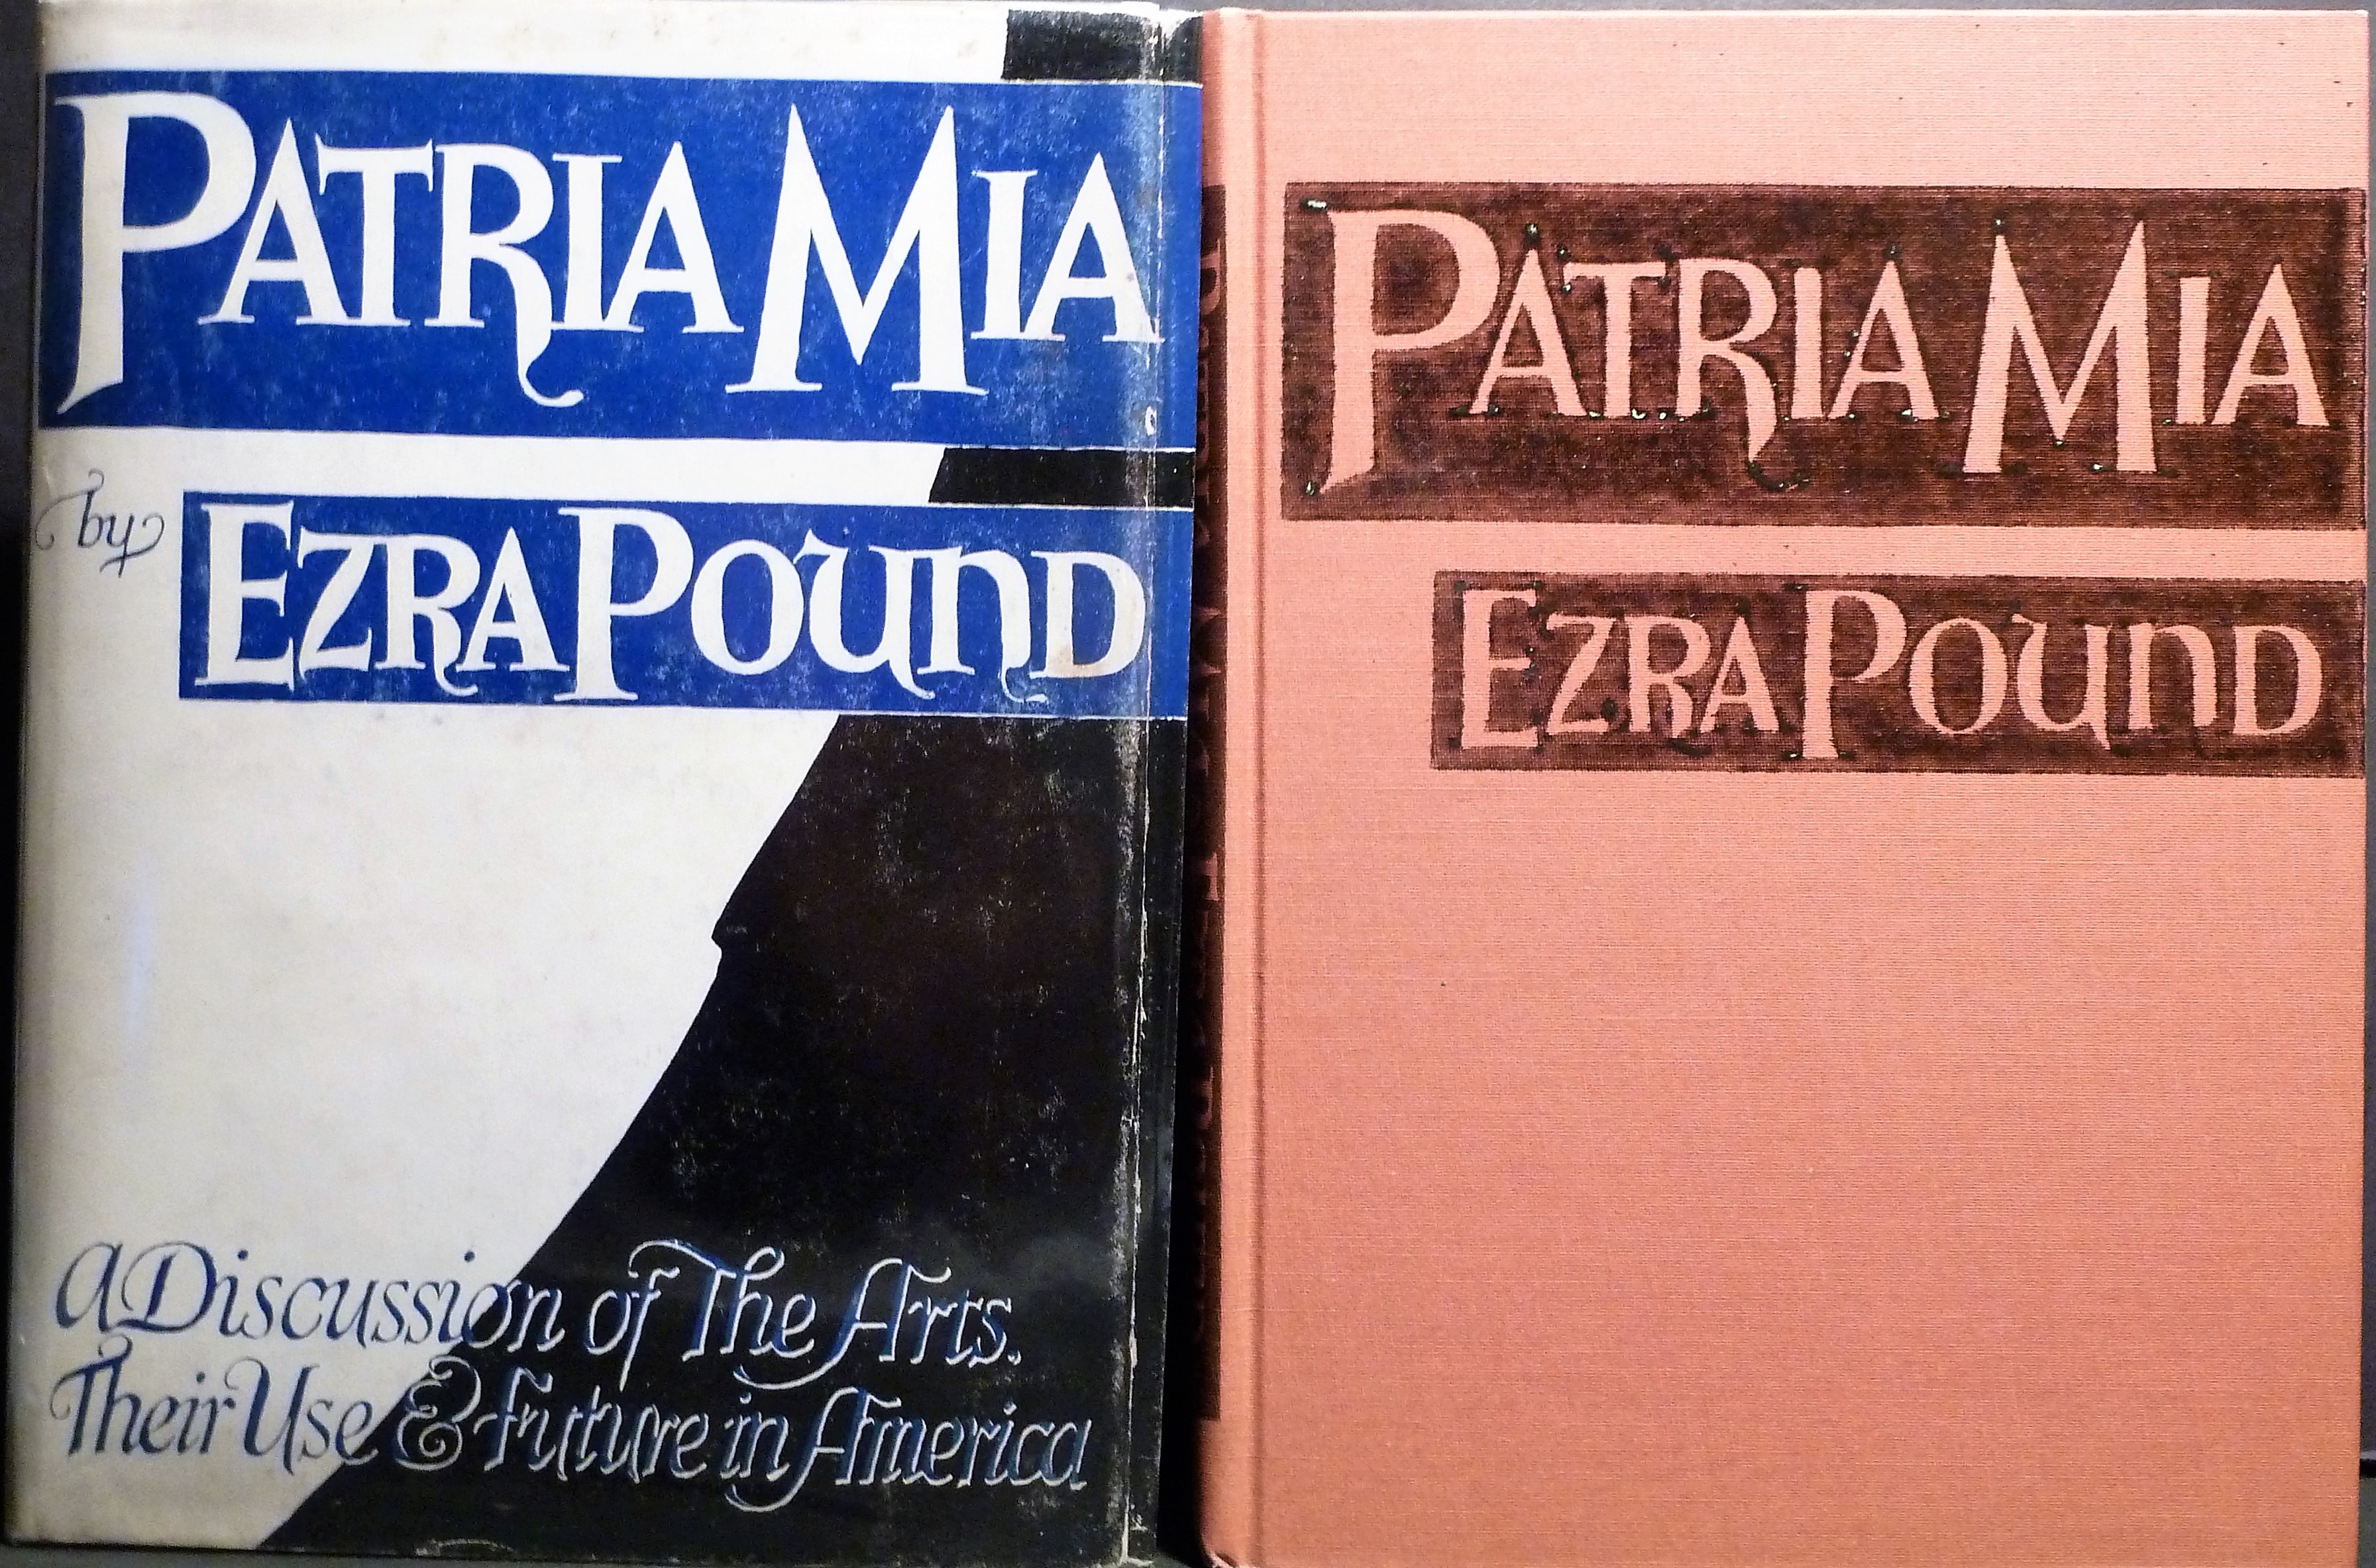 PATRIA MIA
by EZRA POUND
A Discussion of The Arts.
Their Use & Future in America
PATRIA MIA
EZRA POUND